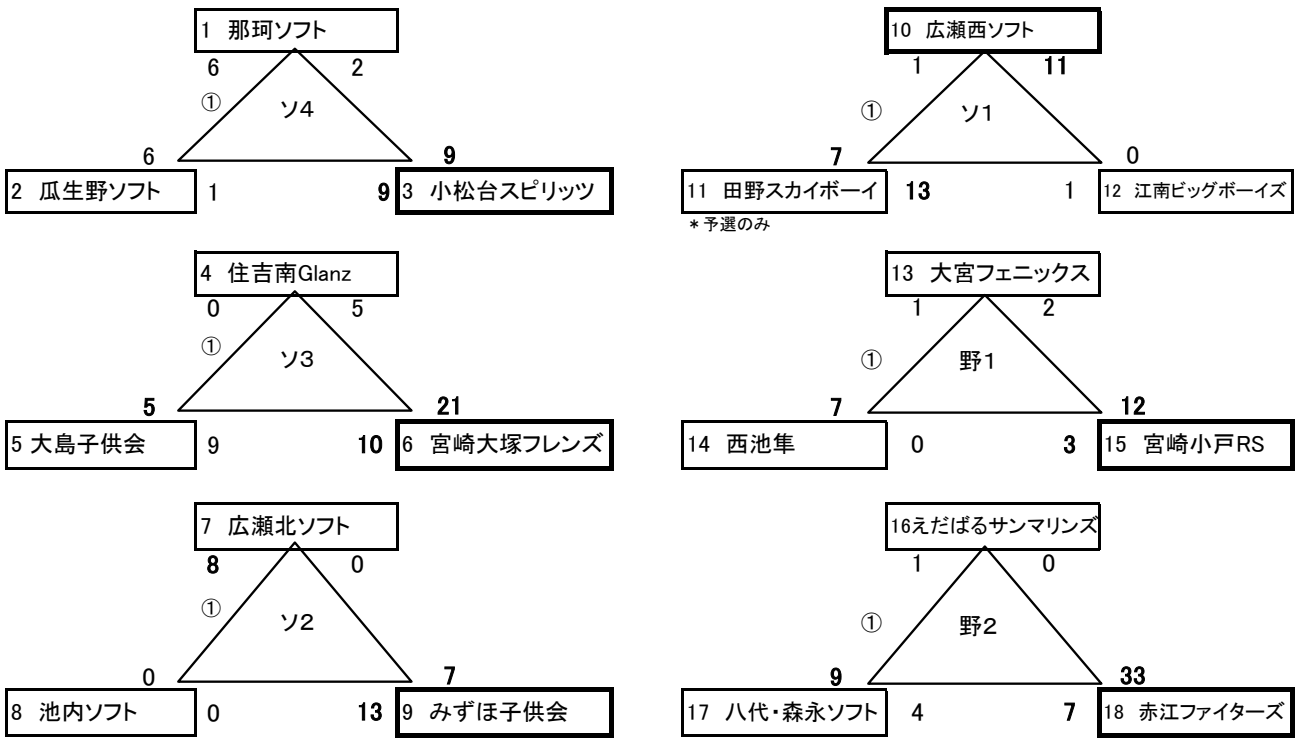 1 那珂ソフト
6 2
① ソ4
6 9
2 瓜生野ソフト 1 9 3 小松台スピリッツ
4 住吉南Glanz
0 5
① ソ3
5 21
5 大島子供会 9 10 6 宮崎大塚フレンズ
7 広瀬北ソフト
8 0
① ソ2
0 7
8 池内ソフト 0 13 9 みずほ子供会
10 広瀬西ソフト
1 11
① ソ1
7 0
11 田野スカイボーイ 13 1 12 江南ビッグボーイズ
*予選のみ
13 大宮フェニックス
1 2
① 野1
7 12
14 西池隼 0 3 15 宮崎小戸RS
16えだばるサンマリンズ
1 0
① 野2
9 33
17 八代・森永ソフト 4 7 18 赤江ファイターズ